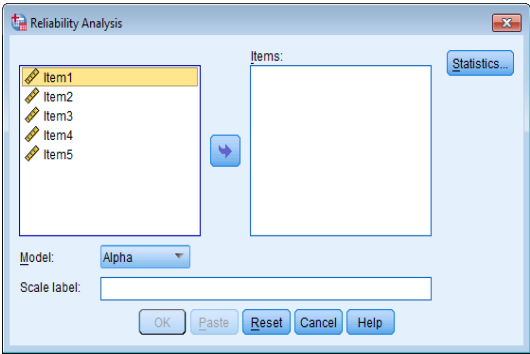 Reliability Analysis
Items:
Statistics...
Item1
Item2
Item3
Item4
Item5
Model: Alpha
Scale label:
OK Paste Reset Cancel Help